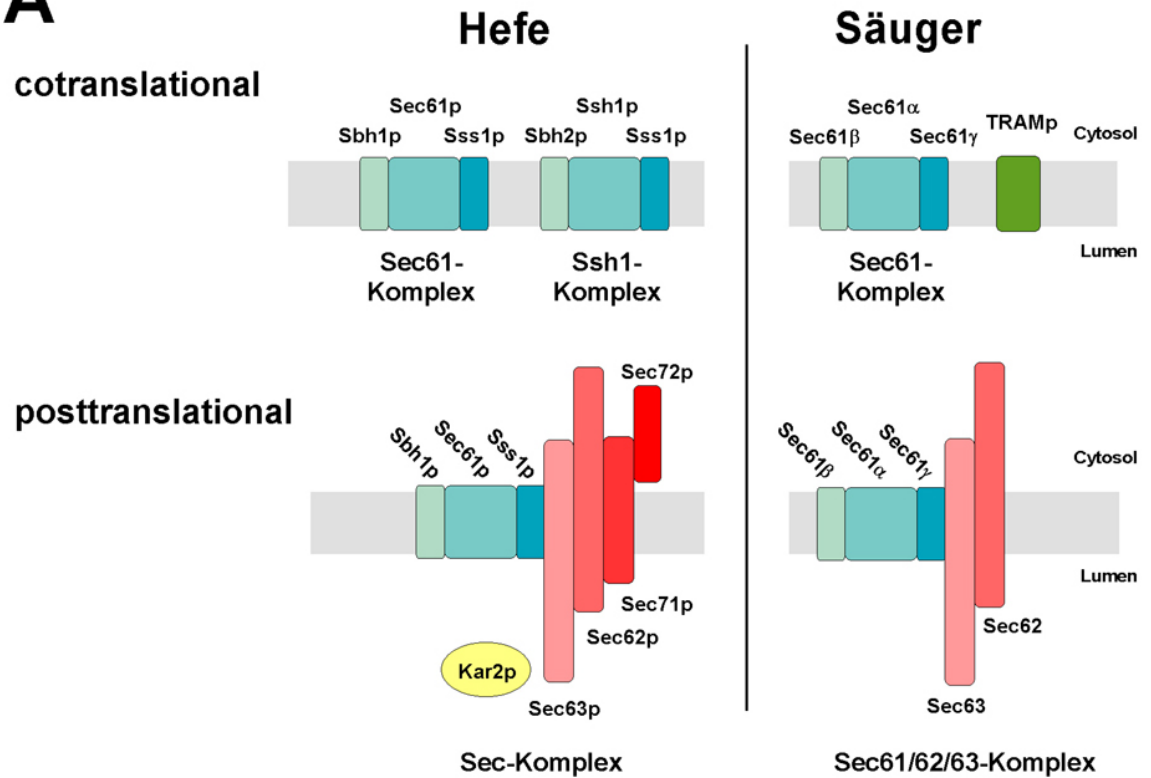 A
Hefe
Säuger
cotranslational
Sec61p
Sbh1p
Sss1p
Ssh1p
Sbh2p
Sss1p
Sec61α
Sec61β
Sec61γ
TRAMp
Cytosol
Lumen
Sec61-
Komplex
Ssh1-
Komplex
Sec61-
Komplex
posttranslational
Sbh1p
Sec61p
Sss1p
Sec72p
Sec71p
Sec62p
Kar2p
Sec63p
Sec61β
Sec61α
Sec61γ
Cytosol
Lumen
Sec62
Sec63
Sec-Komplex
Sec61/62/63-Komplex